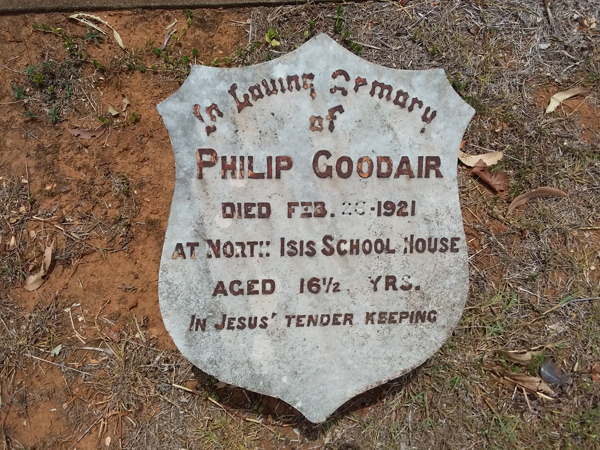 In Loving Memory
of
PHILIP GOODAIR
DIED FEB. 26-1921
AT NORTH ISIS SCHOOL HOUSE
AGED 16½ YRS.
IN JESUS' TENDER KEEPING